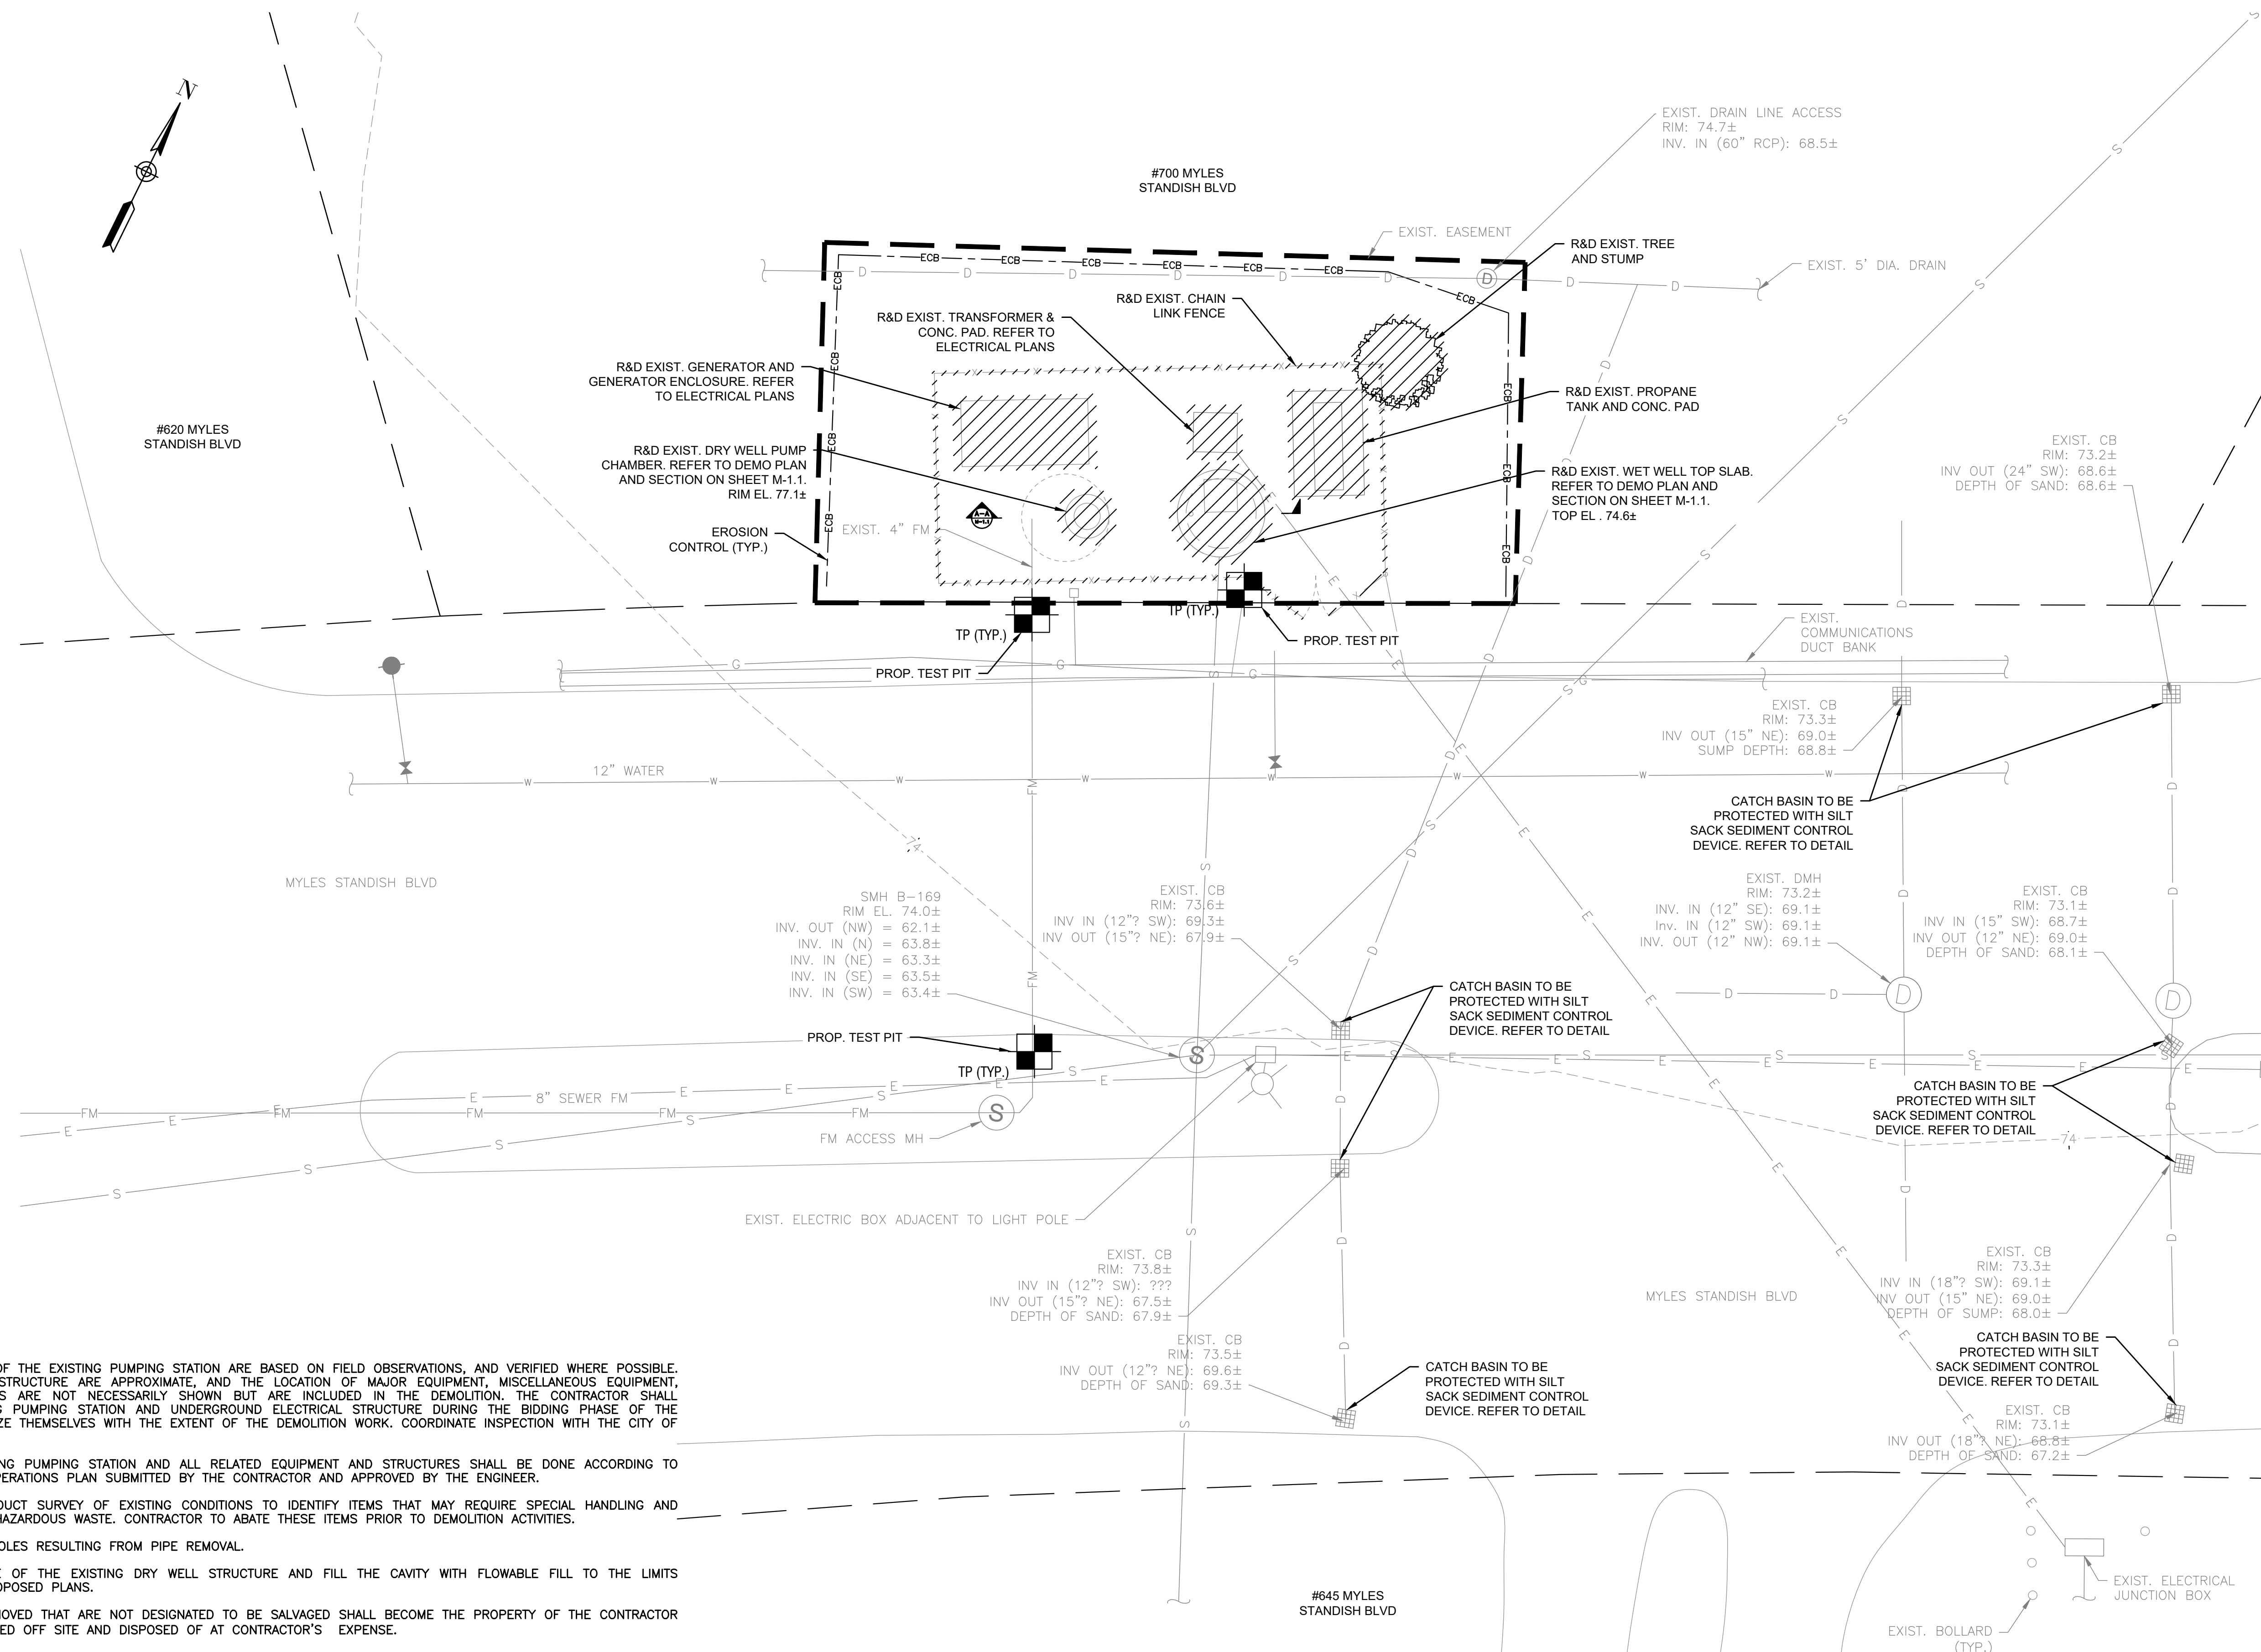 N
#700 MYLES
STANDISH BLVD
EXIST. DRAIN LINE ACCESS
RIM: 74.7±
INV. IN (60" RCP): 68.5±
EXIST. EASEMENT
R&D EXIST. TREE
AND STUMP
EXIST. 5' DIA. DRAIN
R&D EXIST. CHAIN
LINK FENCE
R&D EXIST. TRANSFORMER &
CONC. PAD. REFER TO
ELECTRICAL PLANS
R&D EXIST. GENERATOR AND
GENERATOR ENCLOSURE. REFER
TO ELECTRICAL PLANS
R&D EXIST. PROPANE
TANK AND CONC. PAD
#620 MYLES
STANDISH BLVD
R&D EXIST. DRY WELL PUMP
CHAMBER. REFER TO DEMO PLAN
AND SECTION ON SHEET M-1.1.
RIM EL. 77.1±
R&D EXIST. WET WELL TOP SLAB.
REFER TO DEMO PLAN AND
SECTION ON SHEET M-1.1.
TOP EL . 74.6±
A-A
M-1.1
EROSION
CONTROL (TYP.)
EXIST. 4" FM
ECB
EXIST. CB
RIM: 73.2±
INV OUT (24" SW): 68.6±
DEPTH OF SAND: 68.6±
TP (TYP.)
PROP. TEST PIT
TP (TYP.)
PROP. TEST PIT
EXIST.
COMMUNICATIONS
DUCT BANK
EXIST. CB
RIM: 73.3±
INV OUT (15" NE): 69.0±
SUMP DEPTH: 68.8±
12" WATER
CATCH BASIN TO BE
PROTECTED WITH SILT
SACK SEDIMENT CONTROL
DEVICE. REFER TO DETAIL
74
MYLES STANDISH BLVD
SMH B-169
RIM EL. 74.0±
INV. OUT (NW) = 62.1±
INV. IN (N) = 63.8±
INV. IN (NE) = 63.3±
INV. IN (SE) = 63.5±
INV. IN (SW) = 63.4±
EXIST. CB
RIM: 73.6±
INV IN (12"? SW): 69.3±
INV OUT (15"? NE): 67.9±
EXIST. DMH
RIM: 73.2±
INV. IN (12" SE): 69.1±
Inv. IN (12" SW): 69.1±
INV. OUT (12" NW): 69.1±
EXIST. CB
RIM: 73.1±
INV IN (15" SW): 68.7±
INV OUT (12" NE): 69.0±
DEPTH OF SAND: 68.1±
CATCH BASIN TO BE
PROTECTED WITH SILT
SACK SEDIMENT CONTROL
DEVICE. REFER TO DETAIL
PROP. TEST PIT
TP (TYP.)
8" SEWER FM
FM ACCESS MH
CATCH BASIN TO BE
PROTECTED WITH SILT
SACK SEDIMENT CONTROL
DEVICE. REFER TO DETAIL
74
EXIST. ELECTRIC BOX ADJACENT TO LIGHT POLE
EXIST. CB
RIM: 73.8±
INV IN (12"? SW): ???
INV OUT (15"? NE): 67.5±
DEPTH OF SAND: 67.9±
MYLES STANDISH BLVD
EXIST. CB
RIM: 73.3±
INV IN (18"? SW): 69.1±
INV OUT (15" NE): 69.0±
DEPTH OF SUMP: 68.0±
EXIST. CB
RIM: 73.5±
INV OUT (12"? NE): 69.6±
DEPTH OF SAND: 69.3±
CATCH BASIN TO BE
PROTECTED WITH SILT
SACK SEDIMENT CONTROL
DEVICE. REFER TO DETAIL
CATCH BASIN TO BE
PROTECTED WITH SILT
SACK SEDIMENT CONTROL
DEVICE. REFER TO DETAIL
EXIST. CB
RIM: 73.1±
INV OUT (18"? NE): 68.8±
DEPTH OF SAND: 67.2±
OF THE EXISTING PUMPING STATION ARE BASED ON FIELD OBSERVATIONS, AND VERIFIED WHERE POSSIBLE.
STRUCTURE ARE APPROXIMATE, AND THE LOCATION OF MAJOR EQUIPMENT, MISCELLANEOUS EQUIPMENT,
S ARE NOT NECESSARILY SHOWN BUT ARE INCLUDED IN THE DEMOLITION. THE CONTRACTOR SHALL
G PUMPING STATION AND UNDERGROUND ELECTRICAL STRUCTURE DURING THE BIDDING PHASE OF THE
ZE THEMSELVES WITH THE EXTENT OF THE DEMOLITION WORK. COORDINATE INSPECTION WITH THE CITY OF
NG PUMPING STATION AND ALL RELATED EQUIPMENT AND STRUCTURES SHALL BE DONE ACCORDING TO
PERATIONS PLAN SUBMITTED BY THE CONTRACTOR AND APPROVED BY THE ENGINEER.
DUCT SURVEY OF EXISTING CONDITIONS TO IDENTIFY ITEMS THAT MAY REQUIRE SPECIAL HANDLING AND
HAZARDOUS WASTE. CONTRACTOR TO ABATE THESE ITEMS PRIOR TO DEMOLITION ACTIVITIES.
OLES RESULTING FROM PIPE REMOVAL.
E OF THE EXISTING DRY WELL STRUCTURE AND FILL THE CAVITY WITH FLOWABLE FILL TO THE LIMITS
OPOSED PLANS.
MOVED THAT ARE NOT DESIGNATED TO BE SALVAGED SHALL BECOME THE PROPERTY OF THE CONTRACTOR
ED OFF SITE AND DISPOSED OF AT CONTRACTOR'S EXPENSE.
#645 MYLES
STANDISH BLVD
EXIST. ELECTRICAL
JUNCTION BOX
EXIST. BOLLARD
(TYP.)